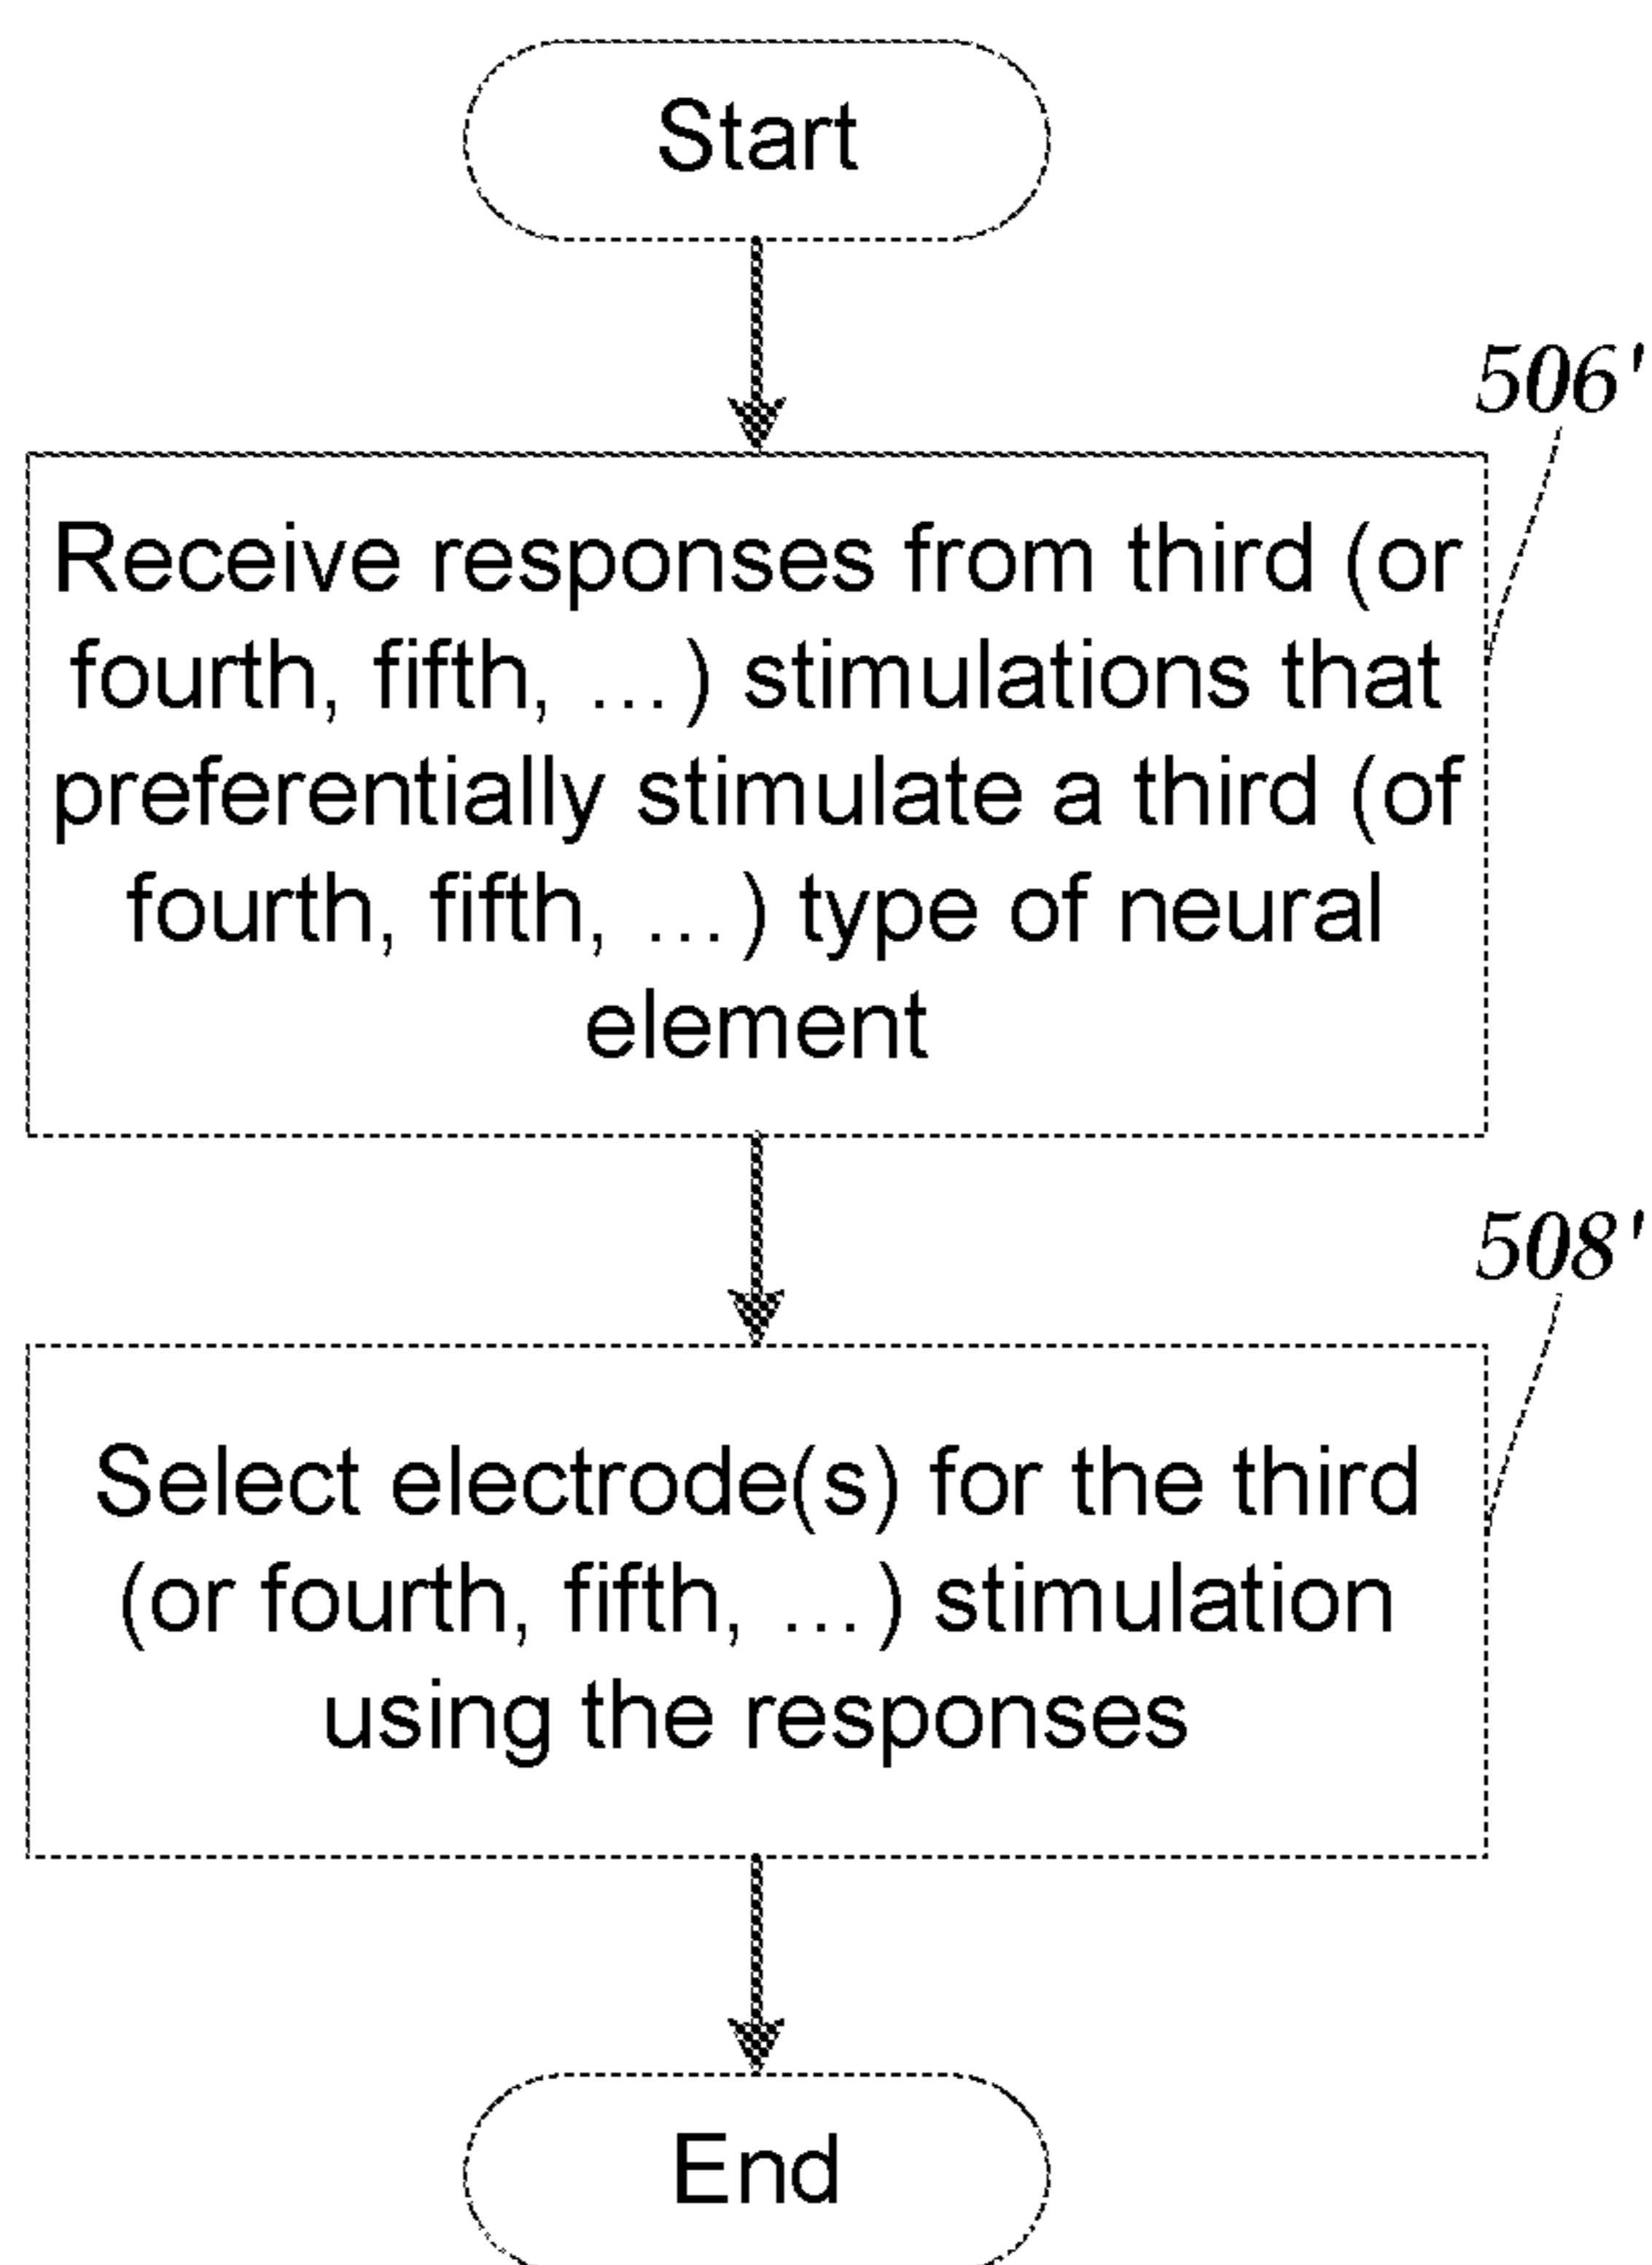 Start
506'
Receive responses from third (or
fourth, fifth, ...) stimulations that
preferentially stimulate a third (of
fourth, fifth, ...) type of neural
element
508'
Select electrode(s) for the third
(or fourth, fifth, ...) stimulation
using the responses
End